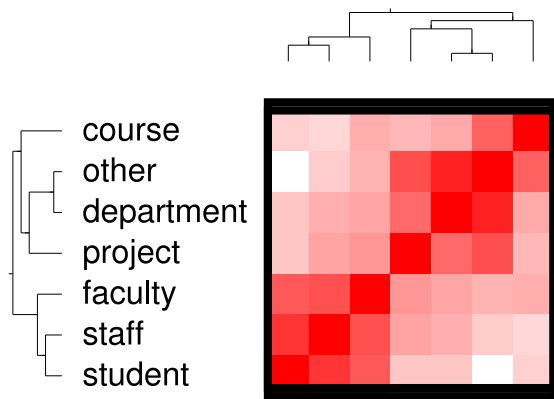 course
other
department
project
faculty
staff
student